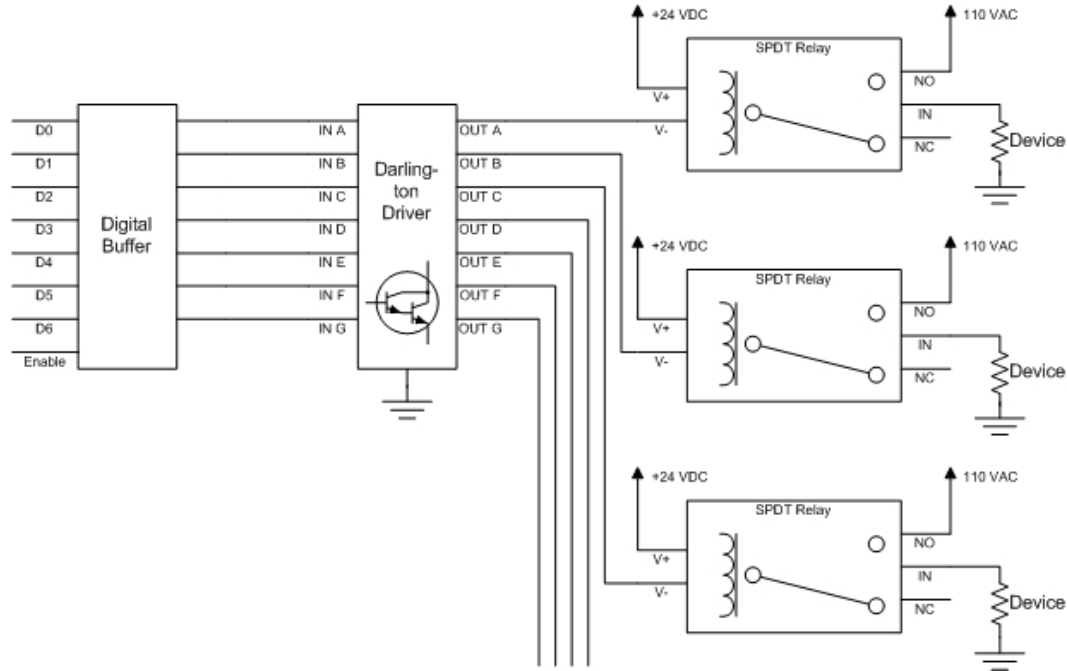 D0
D1
D2
D3
D4
D5
D6
Enable
Digital
Buffer
IN A
IN B
IN C
IN D
IN E
IN F
IN G
Darling-
ton
Driver
OUT A
OUT B
OUT C
OUT D
OUT E
OUT F
OUT G
+24 VDC
110 VAC
SPDT Relay
V+
V-
NO
IN
NC
Device
+24 VDC
110 VAC
SPDT Relay
V+
V-
NO
IN
NC
Device
+24 VDC
110 VAC
SPDT Relay
V+
V-
NO
IN
NC
Device